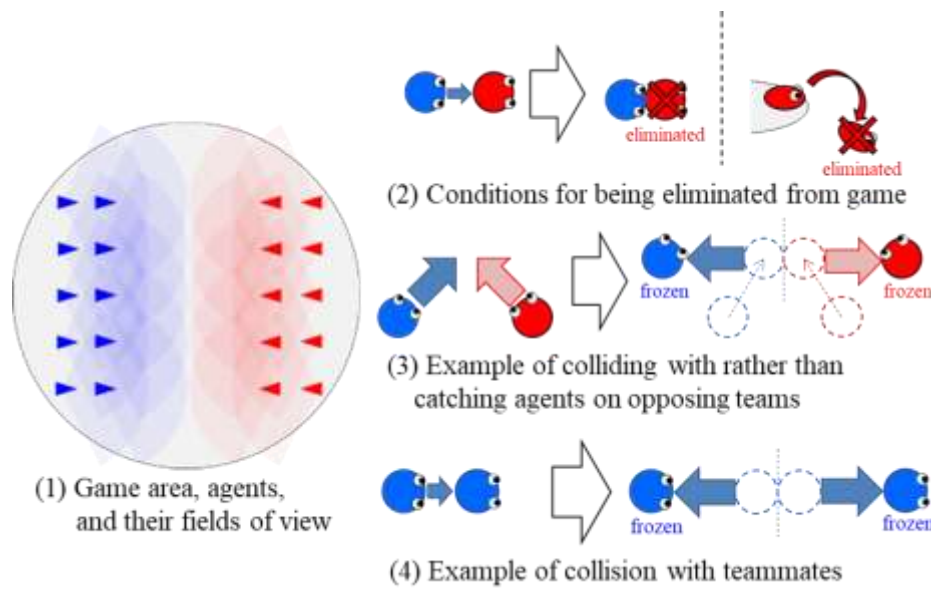 eliminated
eliminated
(2) Conditions for being eliminated from game
frozen
frozen
(3) Example of colliding with rather than
catching agents on opposing teams
(1) Game area, agents,
and their fields of view
frozen
frozen
(4) Example of collision with teammates